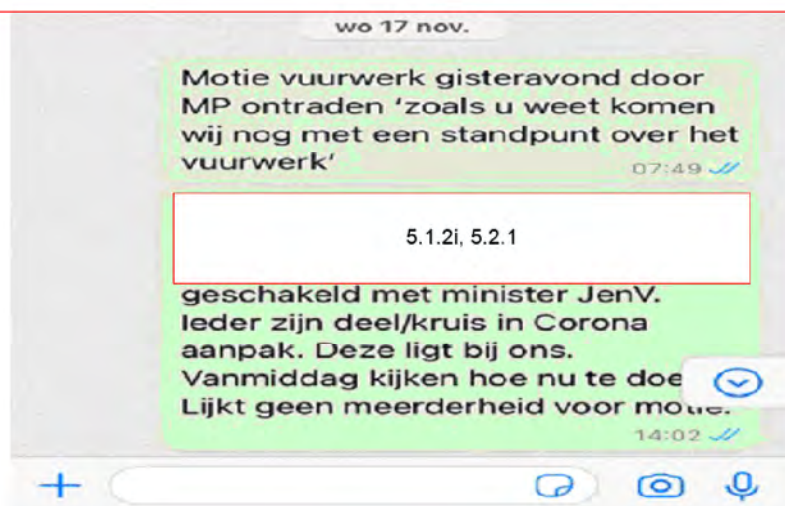 wo 17 nov.
Motie vuurwerk gisteravond door
MP ontraden 'zoals u weet komen
wij nog met een standpunt over het
vuurwerk'
07:49
5.1.2i, 5.2.1
geschakeld met minister JenV.
Ieder zijn deel/kruis in Corona
aanpak. Deze ligt bij ons.
Vanmiddag kijken hoe nu te doe
Lijkt geen meerderheid voor motie.
14:02